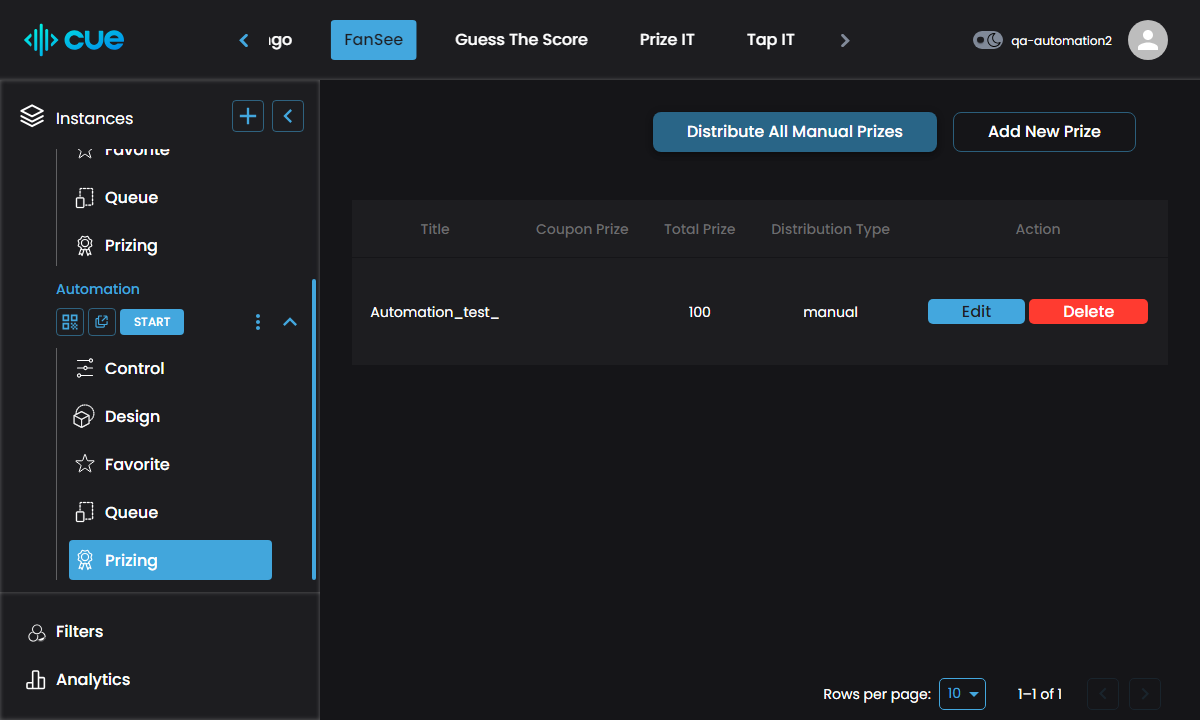 cue
FanSee
Guess The Score
Prize IT
Tap IT
qa-automation2
Instances
Favorite
Queue
Prizing
Automation
START
Control
Design
Favorite
Queue
Prizing
Filters
Analytics
Distribute All Manual Prizes
Add New Prize
Title Coupon Prize Total Prize Distribution Type Action
Automation_test_ 100 manual Edit Delete
Rows per page: 10 1–1 of 1